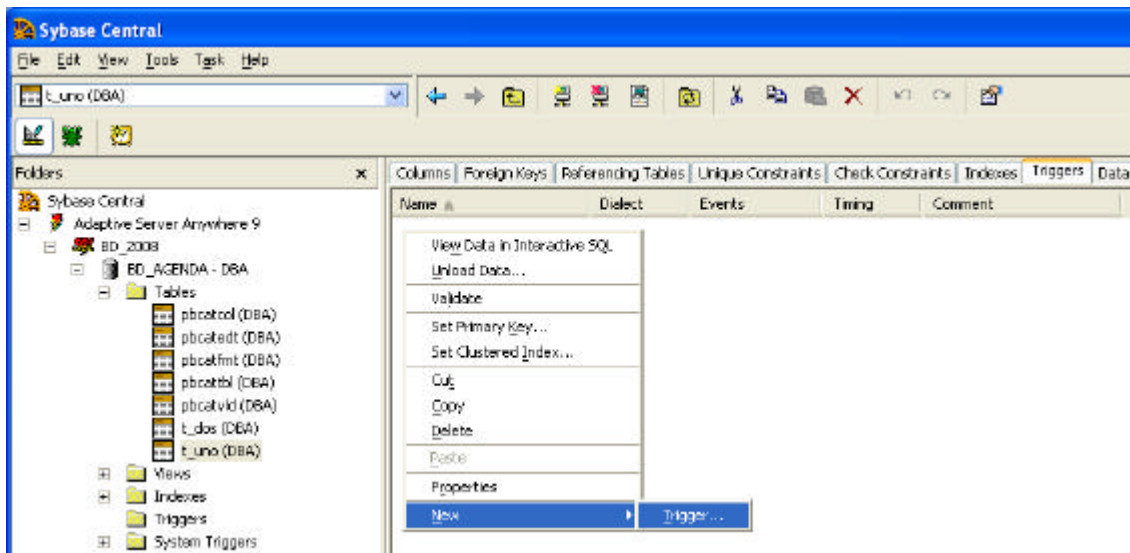 Sybase Central
File Edit View Tools Task Help
t_uno (DBA)
Folders
Columns Foreign Keys Referencing Tables Unique Constraints Check Constraints Indexes Triggers Data
Sybase Central
Name Dialect Events Timing Comment
Adaptive Server Anywhere 9
BD_2008
View Data in Interactive SQL
BD_AGENDA - DBA
Unload Data...
Tables
Validate
pbcatcol (DBA)
Set Primary Key...
pbcatedt (DBA)
Set Clustered Index...
pbcatfmt (DBA)
Cut
pbcattbl (DBA)
Copy
pbcatvld (DBA)
Delete
t_dos (DBA)
t_uno (DBA)
Paste
Views
Properties
Indexes
New Trigger...
Triggers
System Triggers